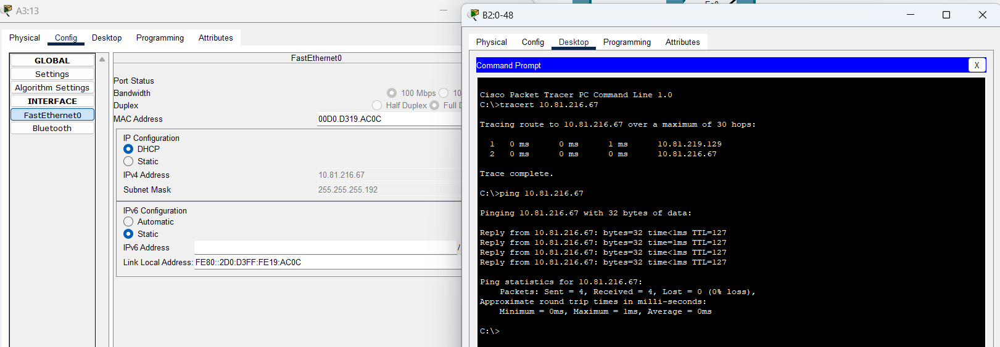 A3:13
Physical Config Desktop Programming Attributes
GLOBAL
Settings
Algorithm Settings
INTERFACE
FastEthernet0
Bluetooth
FastEthernet0
Port Status
Bandwidth 100 Mbps 10
Duplex Half Duplex Full
MAC Address 00D0.D319.AC0C
IP Configuration
DHCP
Static
IPv4 Address 10.81.216.67
Subnet Mask 255.255.255.192
IPv6 Configuration
Automatic
Static
IPv6 Address /
Link Local Address: FE80::2D0:D3FF:FE19:AC0C
B2:0-48
Physical Config Desktop Programming Attributes
Command Prompt X
Cisco Packet Tracer PC Command Line 1.0
C:\>tracert 10.81.216.67
Tracing route to 10.81.216.67 over a maximum of 30 hops:
1 0 ms 0 ms 1 ms 10.81.219.129
2 0 ms 0 ms 0 ms 10.81.216.67
Trace complete.
C:\>ping 10.81.216.67
Pinging 10.81.216.67 with 32 bytes of data:
Reply from 10.81.216.67: bytes=32 time<1ms TTL=127
Reply from 10.81.216.67: bytes=32 time=1ms TTL=127
Reply from 10.81.216.67: bytes=32 time<1ms TTL=127
Reply from 10.81.216.67: bytes=32 time<1ms TTL=127
Ping statistics for 10.81.216.67:
Packets: Sent = 4, Received = 4, Lost = 0 (0% loss),
Approximate round trip times in milli-seconds:
Minimum = 0ms, Maximum = 1ms, Average = 0ms
C:\>